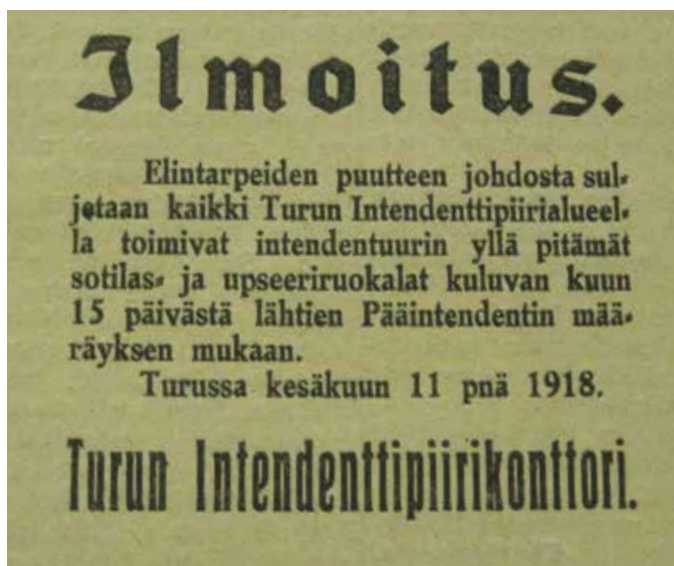 Ilmoitus.
Elintarpeiden puutteen johdosta sul-
jetaan kaikki Turun Intendenttipiirialueel-
la toimivat intendentuurin yllä pitämät
sotilas- ja upseeriruokalat kuluvan kuun
15 päivästä lähtien Pääintendentin mää-
räyksen mukaan.
Turussa kesäkuun 11 pnä 1918.
Turun Intendenttipiirikonttori.